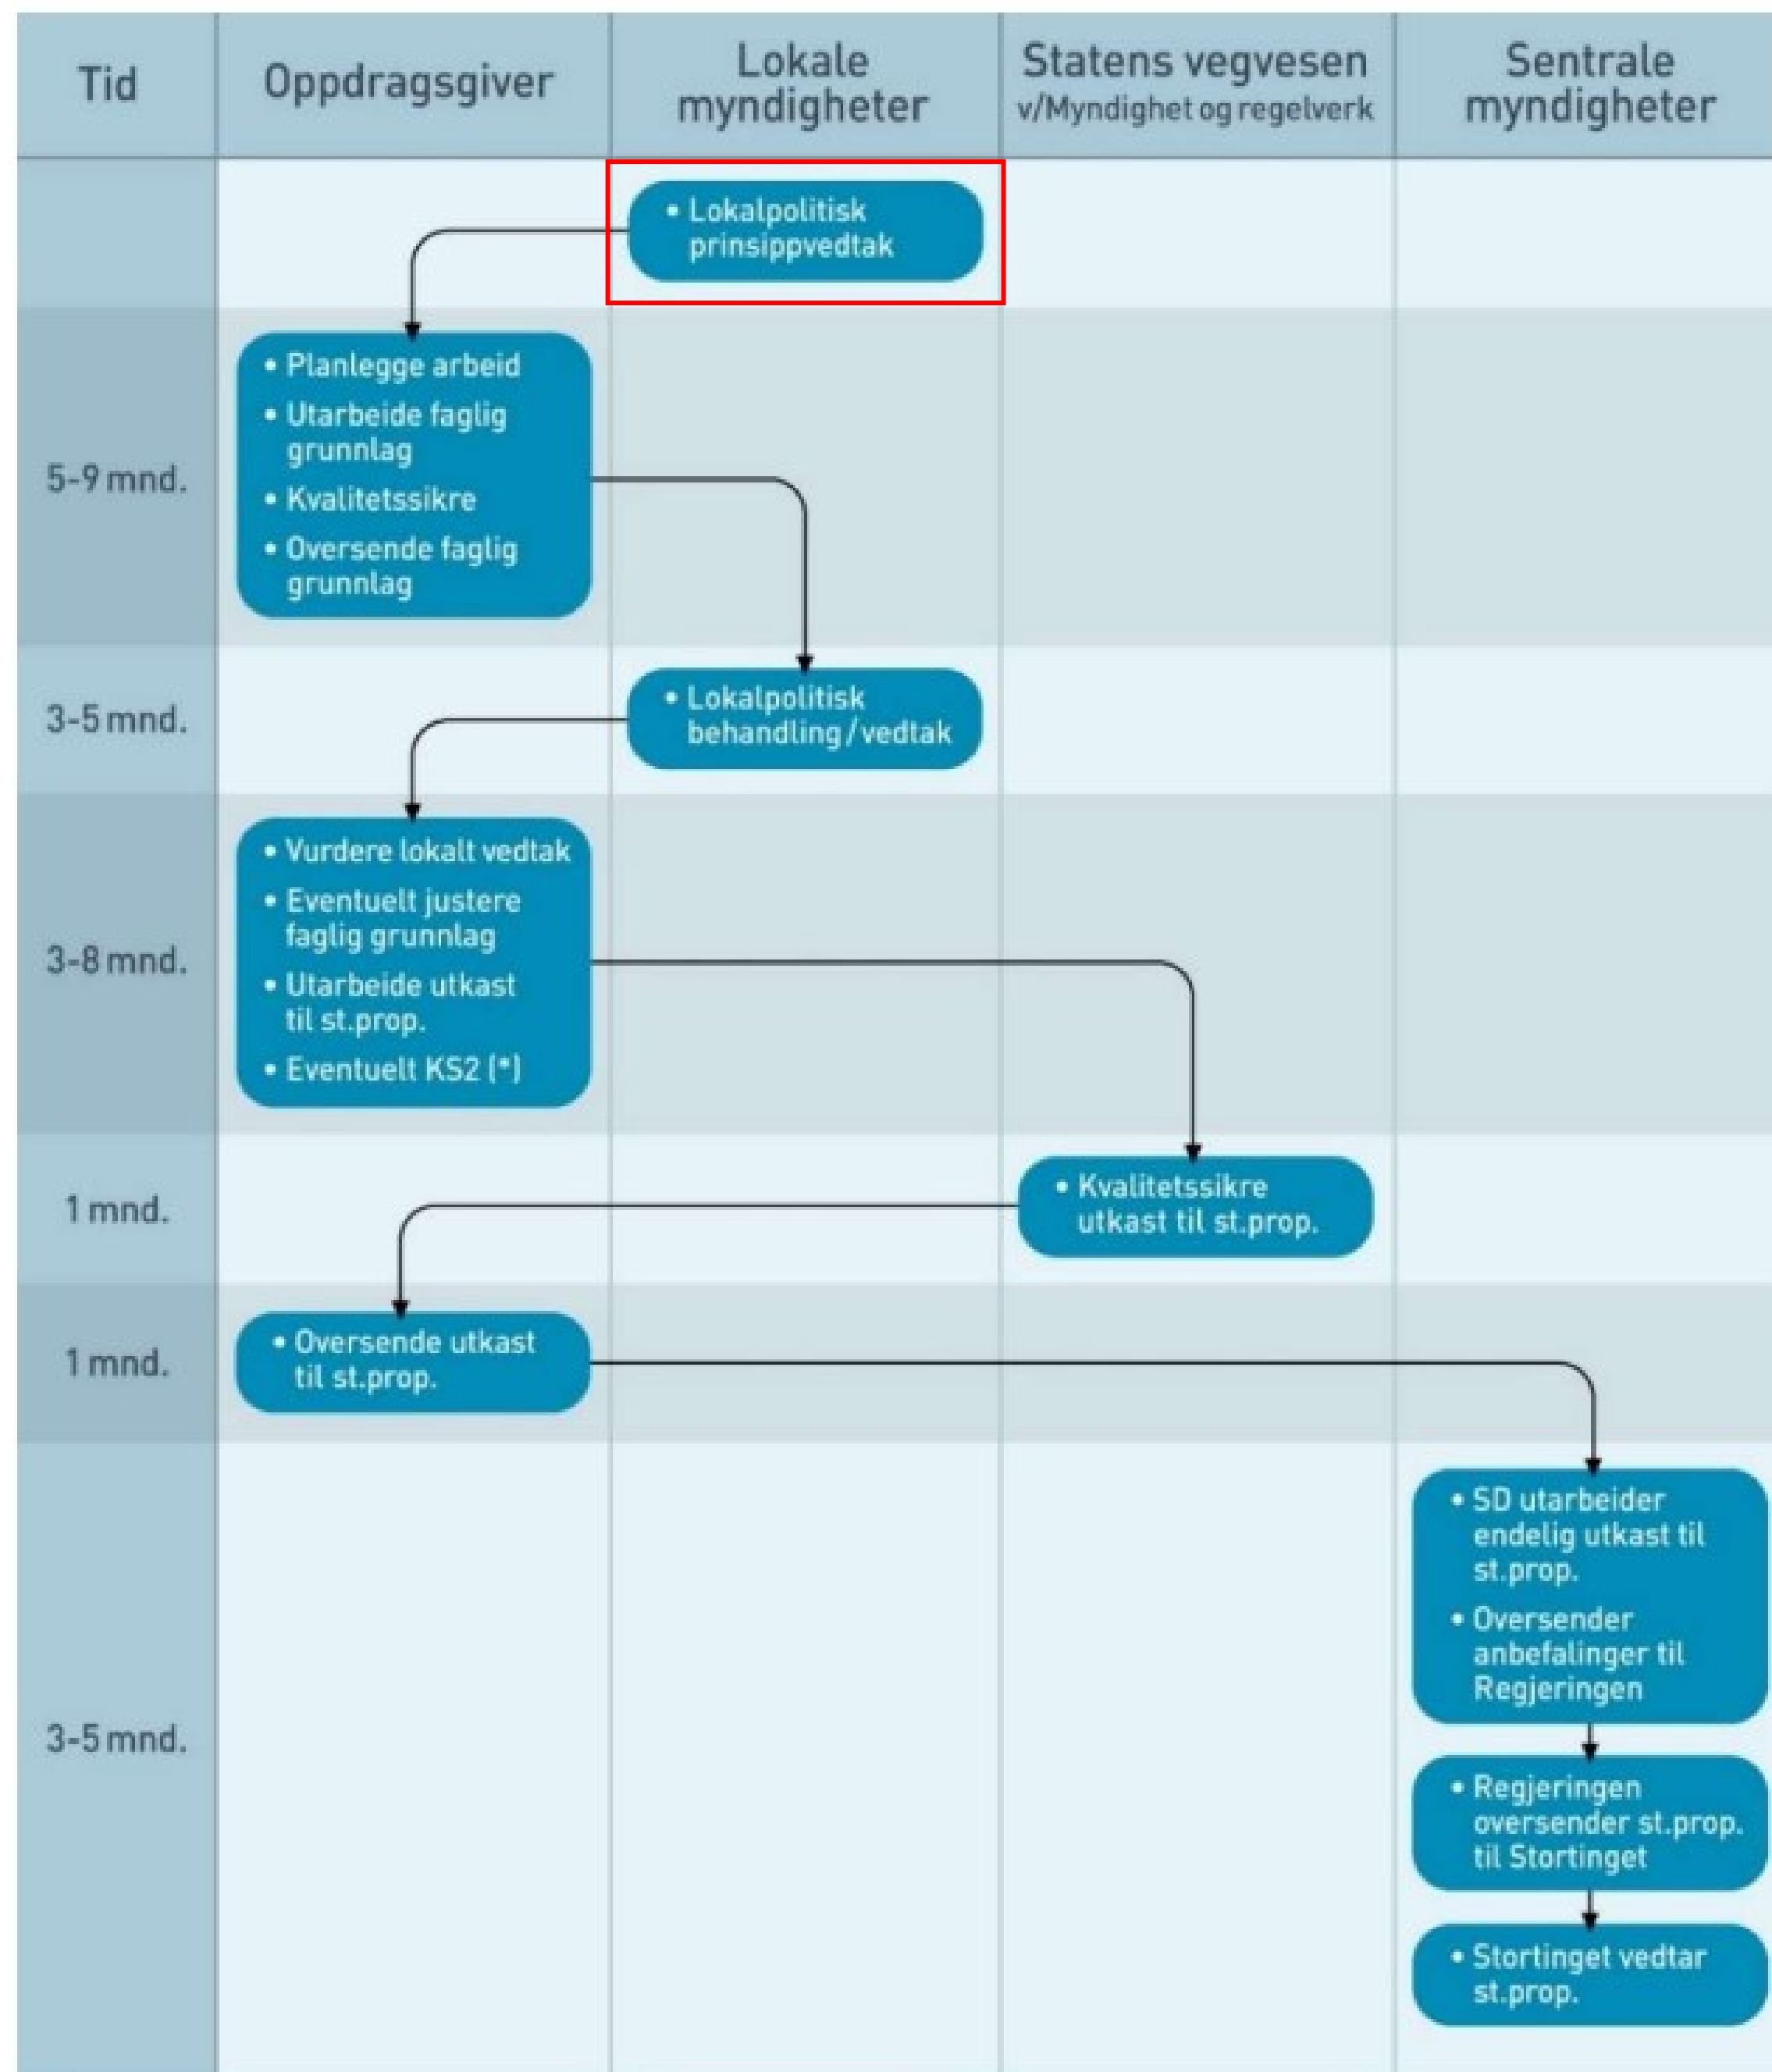 Tid
Oppdragsgiver
Lokale
myndigheter
Statens vegvesen
v/Myndighet og regelverk
Sentrale
myndigheter
• Lokalpolitisk
prinsippvedtak
5-9 mnd.
• Planlegge arbeid
• Utarbeide faglig
grunnlag
• Kvalitetssikre
• Oversende faglig
grunnlag
3-5 mnd.
• Lokalpolitisk
behandling/vedtak
3-8 mnd.
• Vurdere lokalt vedtak
• Eventuelt justere
faglig grunnlag
• Utarbeide utkast
til st.prop.
• Eventuelt KS2 (*)
1 mnd.
• Kvalitetssikre
utkast til st.prop.
1 mnd.
• Oversende utkast
til st.prop.
3-5 mnd.
• SD utarbeider
endelig utkast til
st.prop.
• Oversender
anbefalinger til
Regjeringen
• Regjeringen
oversender st.prop.
til Stortinget
• Stortinget vedtar
st.prop.